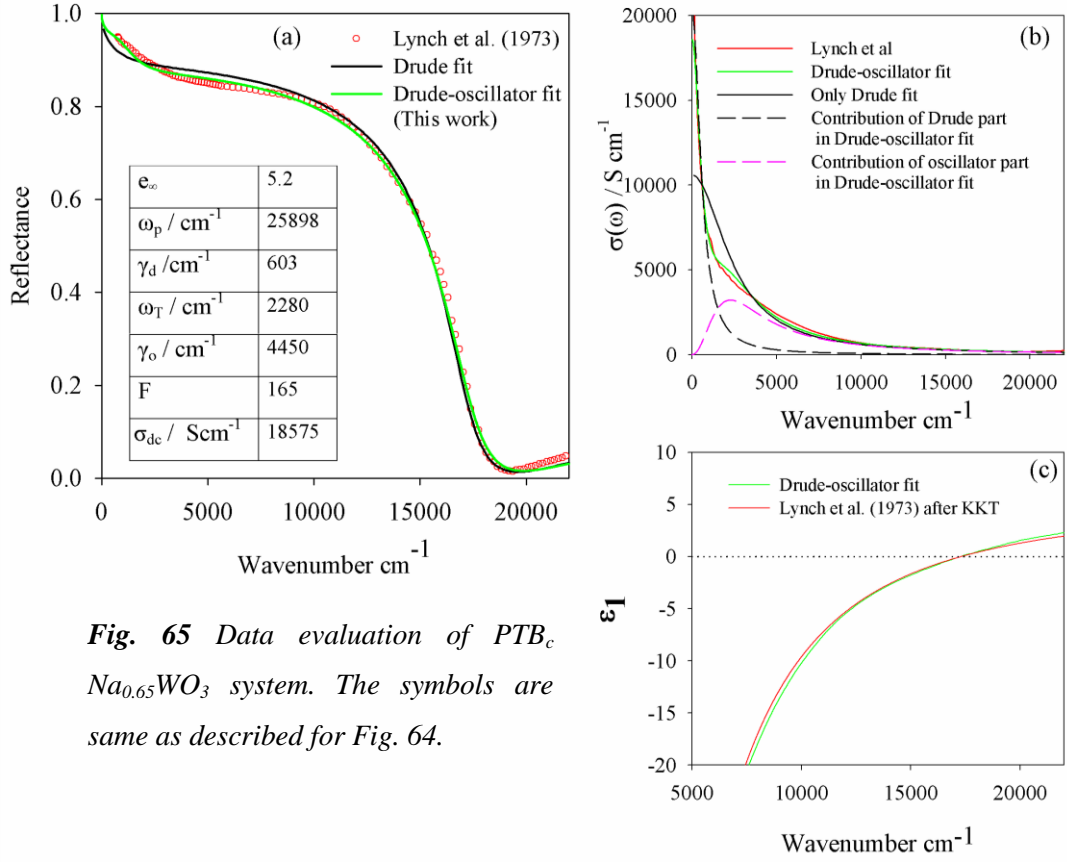 (a)
Lynch et al. (1973)
Drude fit
Drude-oscillator fit
(This work)
1.0
0.8
0.6
0.4
0.2
0.0
Reflectance
e∞ 5.2
ωp / cm-1 25898
γd /cm-1 603
ωT / cm-1 2280
γo / cm-1 4450
F 165
σdc / Scm-1 18575
0 5000 10000 15000 20000
Wavenumber cm-1
(b)
Lynch et al
Drude-oscillator fit
Only Drude fit
Contribution of Drude part
in Drude-oscillator fit
Contribution of oscillator part
in Drude-oscillator fit
20000
15000
10000
5000
0
σ(ω) / S cm-1
0 5000 10000 15000 20000
Wavenumber cm-1
(c)
Drude-oscillator fit
Lynch et al. (1973) after KKT
10
5
0
-5
-10
-15
-20
ε1
5000 10000 15000 20000
Wavenumber cm-1
Fig. 65 Data evaluation of PTBc
Na0.65WO3 system. The symbols are
same as described for Fig. 64.